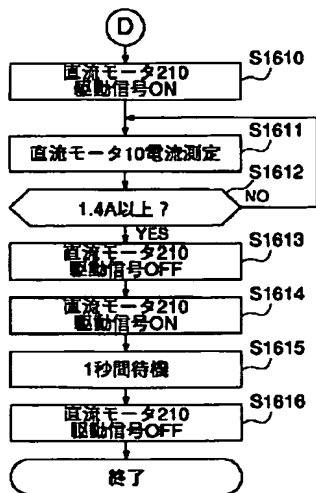 D
S1610
直流モータ210
駆動信号ON
S1611
直流モータ10電流測定
S1612
1.4A以上？
NO
YES
S1613
直流モータ210
駆動信号OFF
S1614
直流モータ210
駆動信号ON
S1615
1秒間待機
S1616
直流モータ210
駆動信号OFF
終了